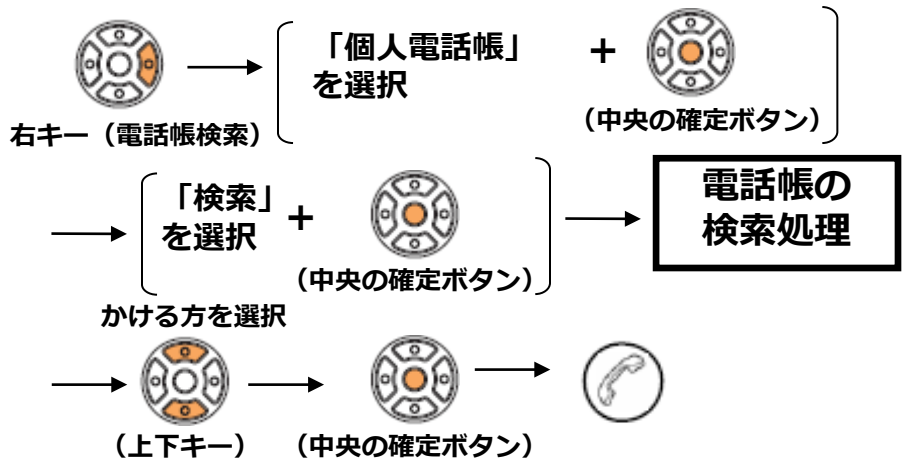 「個人電話帳」
を選択
+
(中央の確定ボタン)
右キー(電話帳検索)
「検索」
を選択
+
(中央の確定ボタン)
電話帳の
検索処理
かける方を選択
(上下キー)
(中央の確定ボタン)